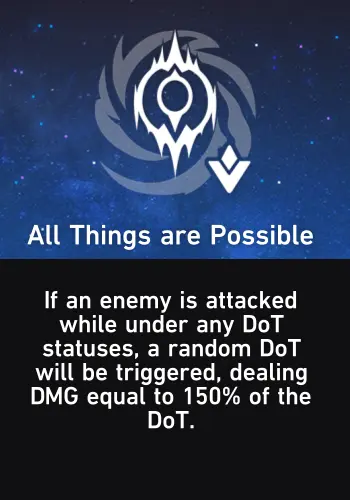 All Things are Possible
If an enemy is attacked
while under any DoT
statuses, a random DoT
will be triggered, dealing
DMG equal to 150% of the
DoT.